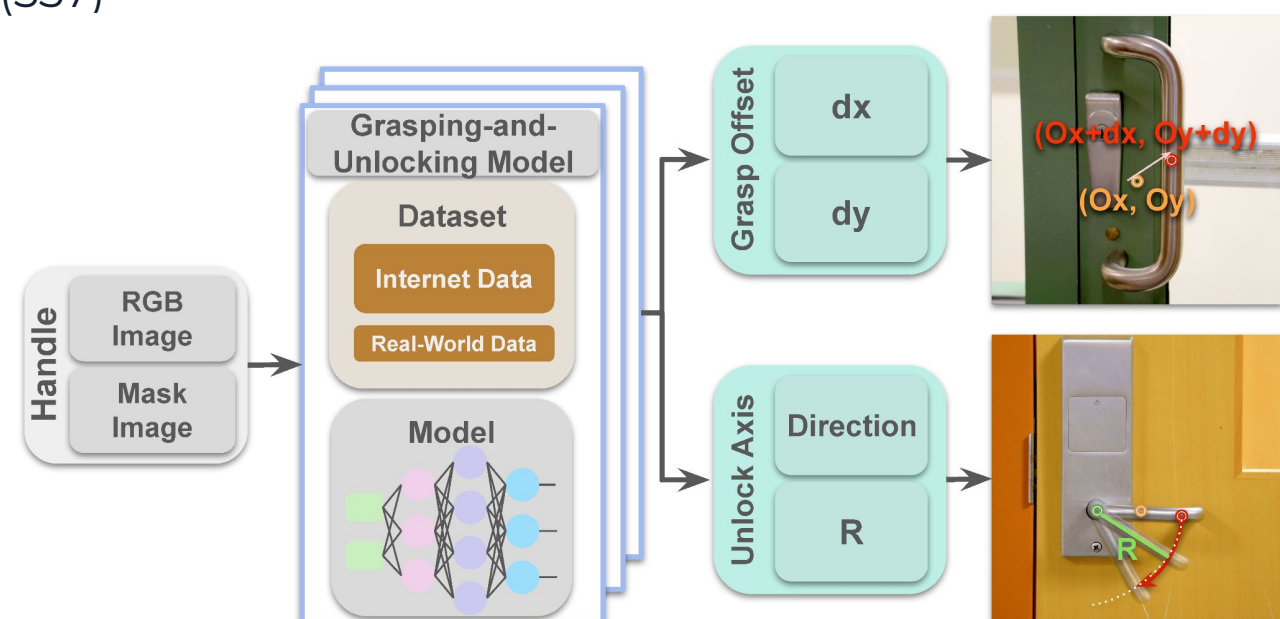 Handle
RGB
Image
Mask
Image
Grasping-and-
Unlocking Model
Dataset
Internet Data
Real-World Data
Model
Grasp Offset
dx
dy
Unlock Axis
Direction
R
(Ox+dx, Oy+dy)
(Ox, Oy)
R